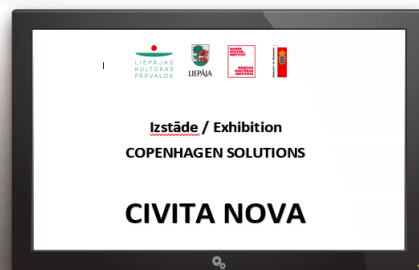 LIEPĀJAS
KULTŪRAS
PĀRVALDE
LIEPĀJA
Izstāde / Exhibition
COPENHAGEN SOLUTIONS
CIVITA NOVA